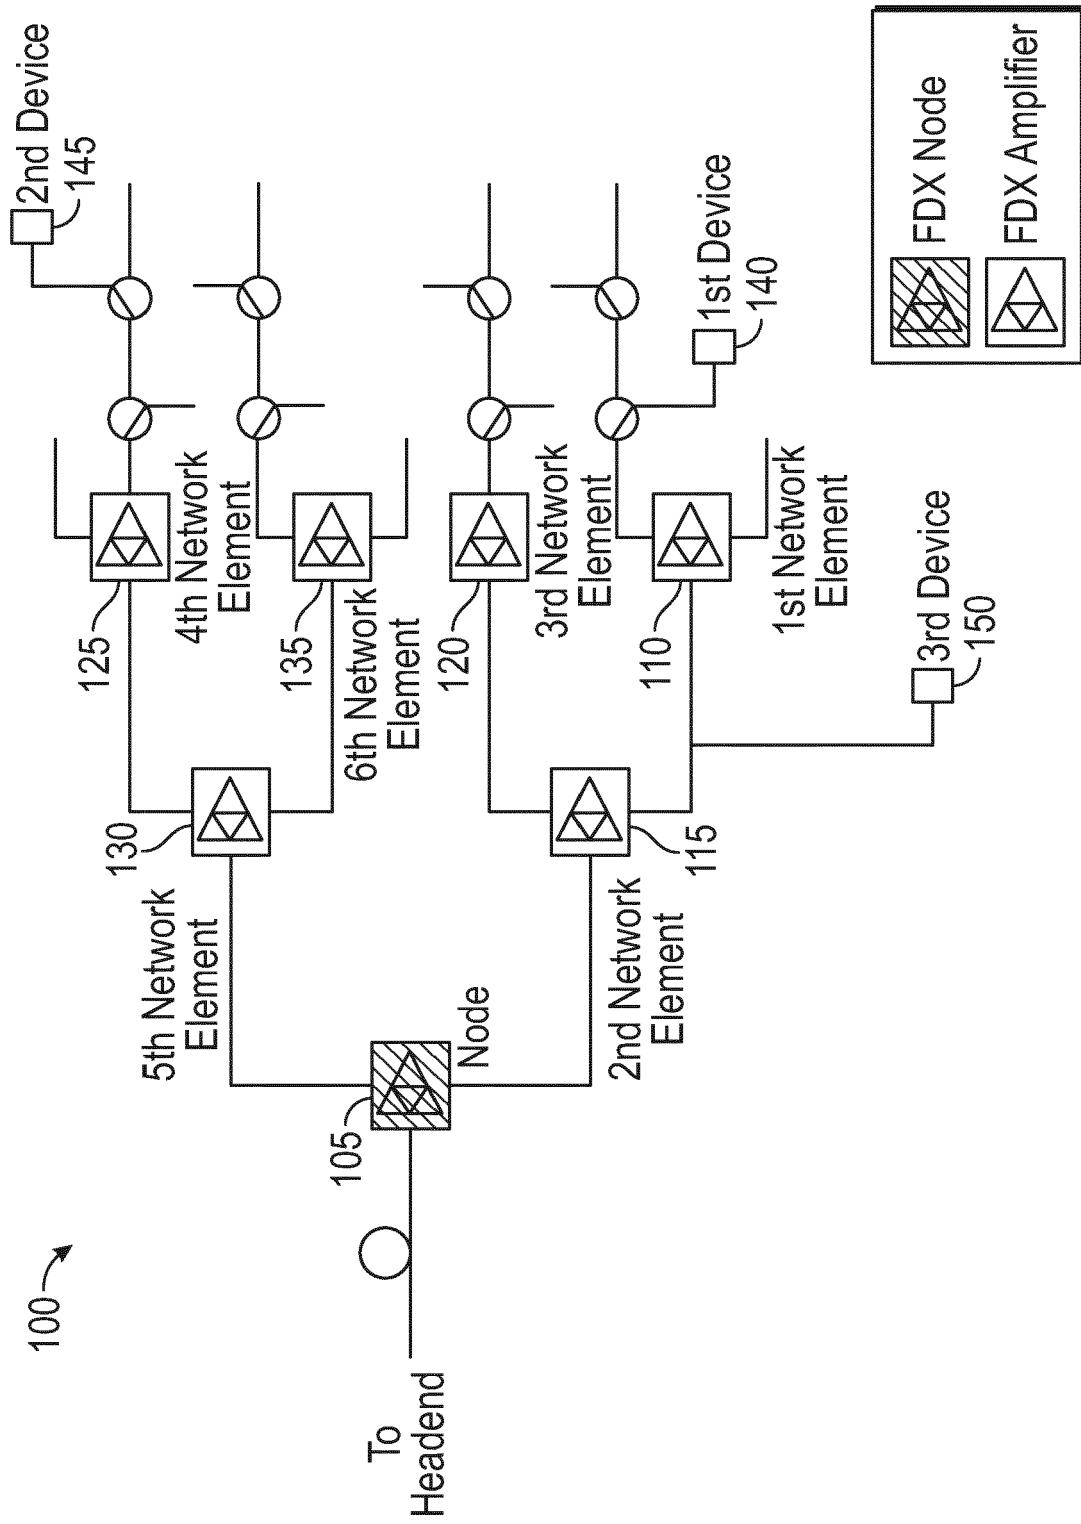 100
To
Headend
105
Node
5th Network
Element
130
2nd Network
Element
115
125
4th Network
Element
135
6th Network
Element
120
3rd Network
Element
110
1st Network
Element
2nd Device
145
1st Device
140
3rd Device
150
FDX Node
FDX Amplifier